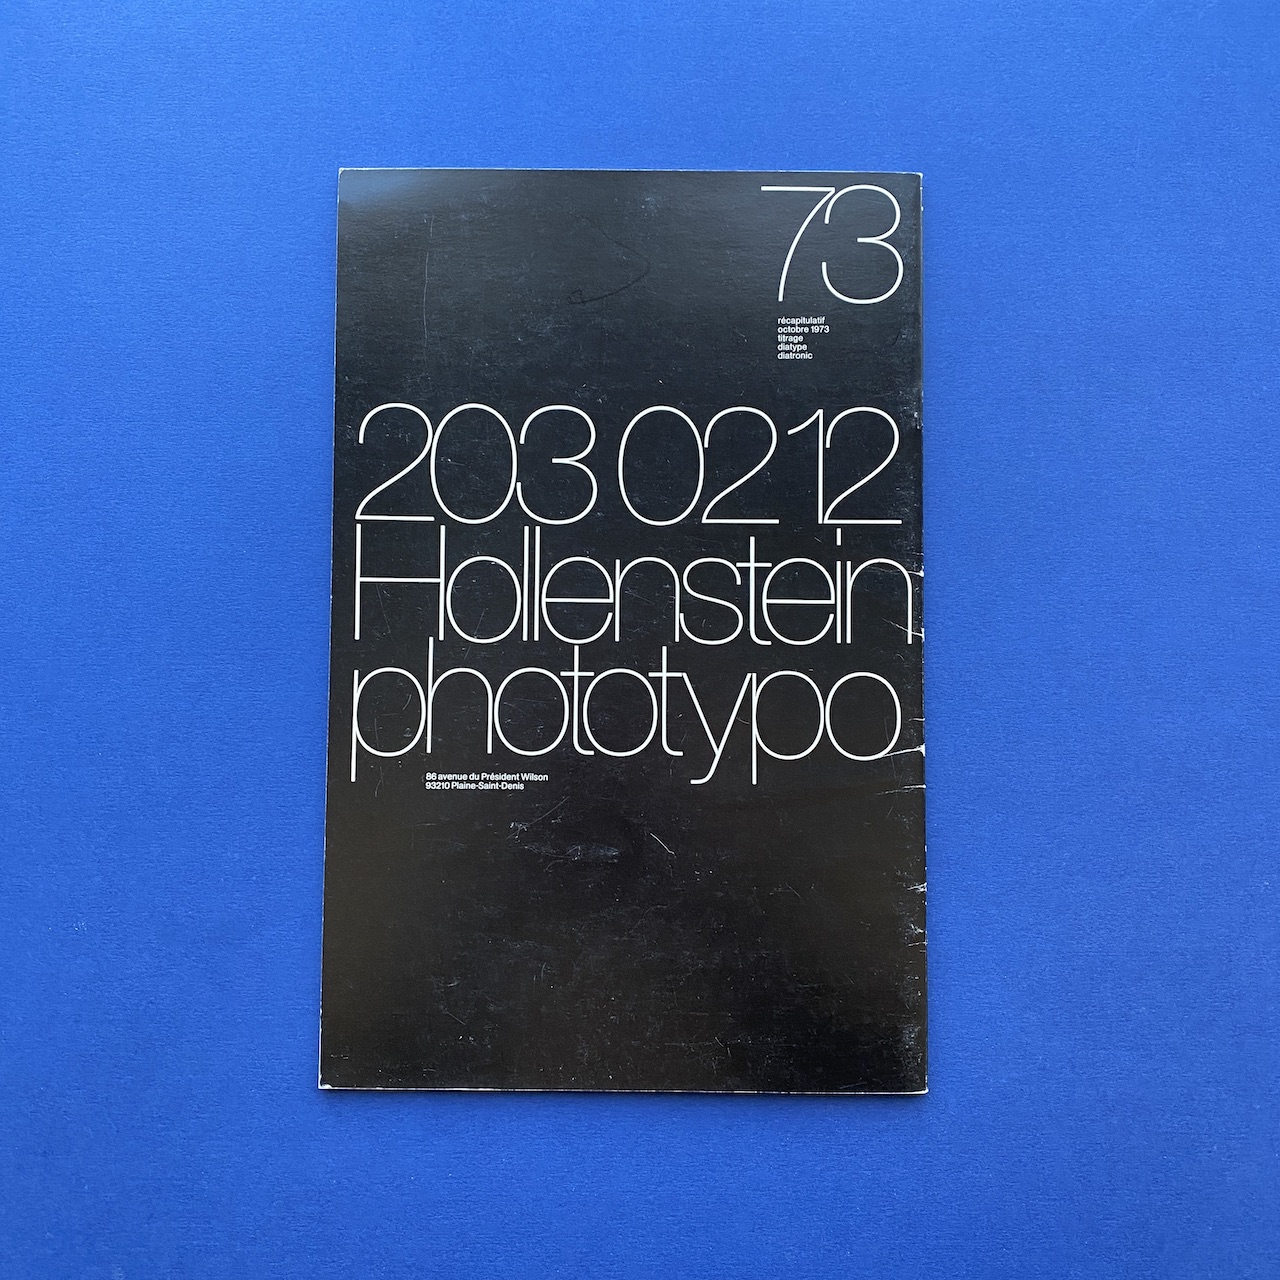 73
récapitulatif
octobre 1973
titrage
diatype
diatronic
203 02 12
Hollenstein
phototypo
86 avenue du Président Wilson
93210 Plaine-Saint-Denis